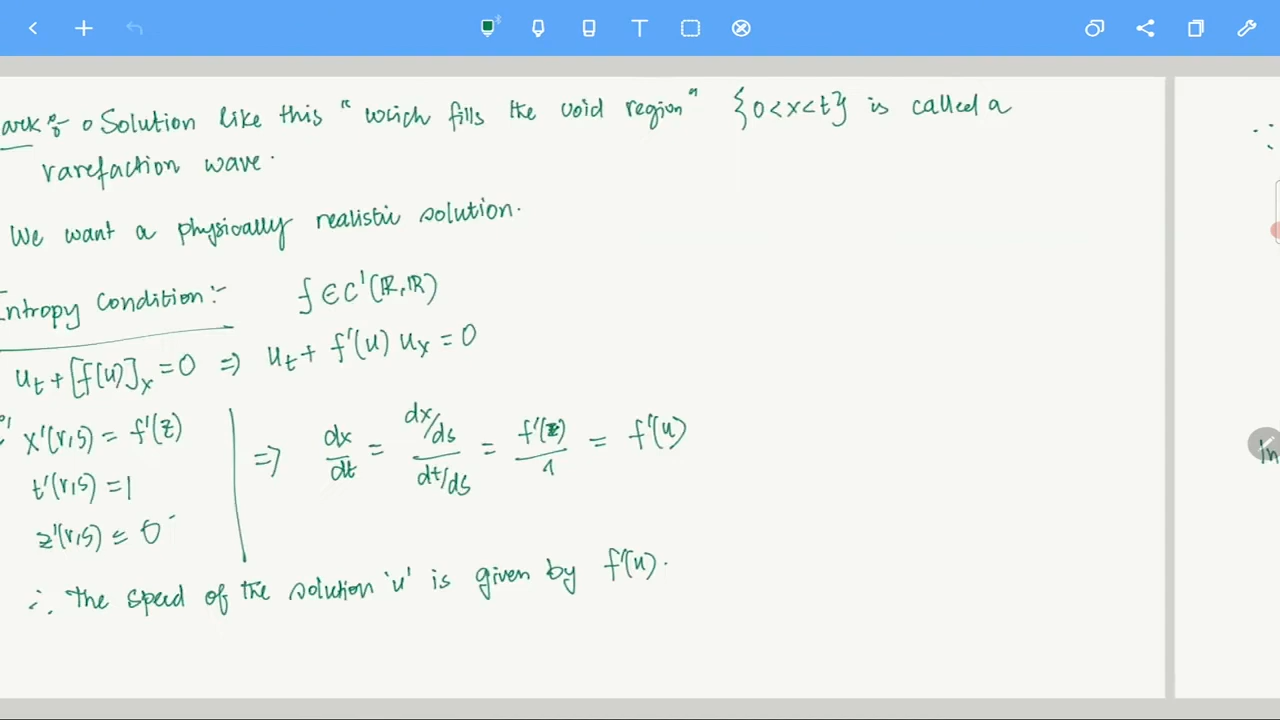 ark :- o Solution like this "which fills the void region" {0<x<t} is called a
rarefaction wave.
We want a physically realistic solution.
Entropy Condition :- f ∈ C'(ℝ,ℝ)
u_t + [f(u)]_x = 0 ⇒ u_t + f'(u) u_x = 0
x'(r,s) = f'(z)
t'(r,s) = 1
z'(r,s) = 0
⇒ dx/dt = (dx/ds)/(dt/ds) = f'(z)/1 = f'(u)
∴ The speed of the solution 'u' is given by f'(u).
In